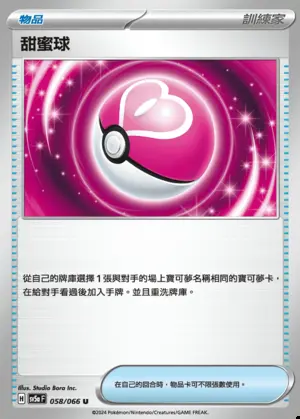 物品
訓練家
甜蜜球
從自己的牌庫選擇1張與對手的場上寶可夢名稱相同的寶可夢卡,
在給對手看過後加入手牌。並且重洗牌庫。
Illus. Studio Bora Inc.
H SV5a F 058/066 U
在自己的回合時,物品卡可不限張數使用。
©2024 Pokémon/Nintendo/Creatures/GAME FREAK.